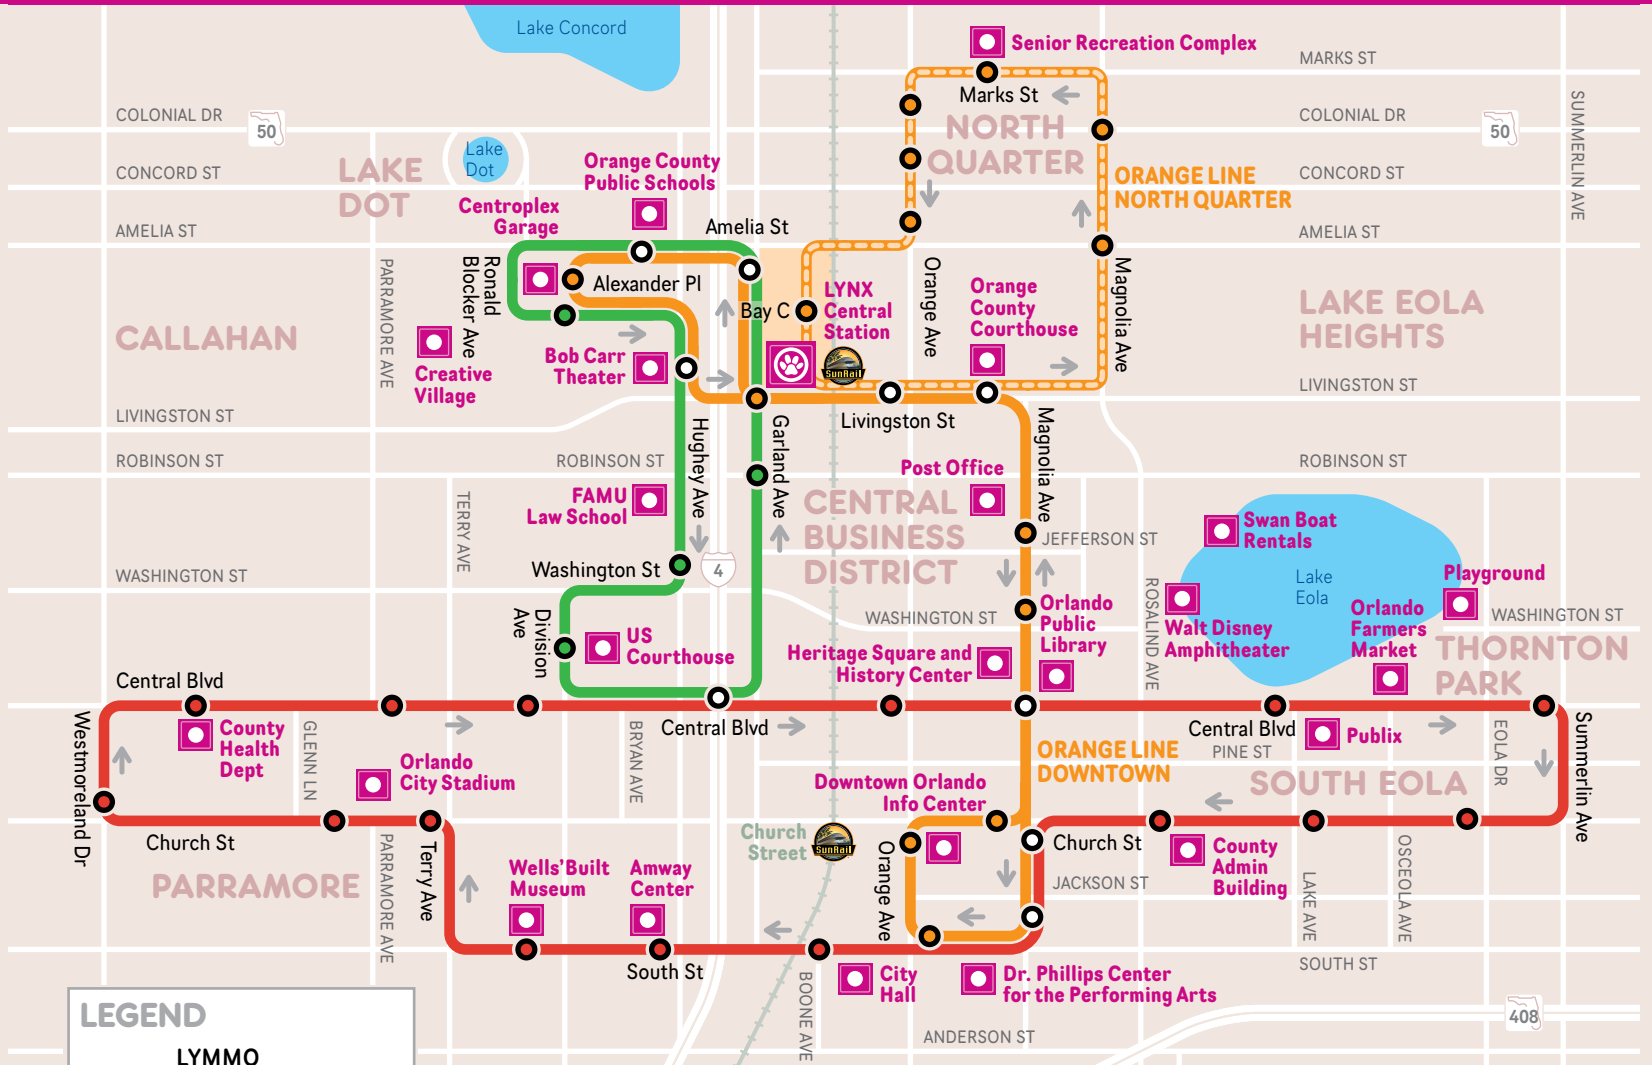 Lake Concord
Senior Recreation Complex
MARKS ST
Marks St
COLONIAL DR
50
COLONIAL DR
50
SUMMERLIN AVE
NORTH
QUARTER
Lake
Dot
LAKE
DOT
Orange County
Public Schools
CONCORD ST
CONCORD ST
ORANGE LINE
NORTH QUARTER
Centroplex
Garage
Amelia St
AMELIA ST
AMELIA ST
Ronald
Blocker Ave
PARRAMORE AVE
Alexander Pl
Bay C
LYNX
Central
Station
Orange Ave
Orange
County
Courthouse
Magnolia Ave
LAKE EOLA
HEIGHTS
CALLAHAN
Creative
Village
Bob Carr
Theater
SunRail
LIVINGSTON ST
LIVINGSTON ST
Livingston St
Hughey Ave
Garland Ave
Magnolia Ave
ROBINSON ST
ROBINSON ST
ROBINSON ST
Post Office
FAMU
Law School
TERRY AVE
CENTRAL
BUSINESS
DISTRICT
JEFFERSON ST
Swan Boat
Rentals
Lake
Eola
Playground
WASHINGTON ST
Washington St
4
WASHINGTON ST
WASHINGTON ST
Division
Ave
US
Courthouse
Orlando
Public
Library
Heritage Square and
History Center
ROSALIND AVE
Walt Disney
Amphitheater
Orlando
Farmers
Market
THORNTON
PARK
Central Blvd
Central Blvd
Central Blvd
Westmoreland Dr
County
Health
Dept
GLENN LN
Orlando
City Stadium
BRYAN AVE
ORANGE LINE
DOWNTOWN
PINE ST
Publix
EOLA DR
Summerlin Ave
SOUTH EOLA
Downtown Orlando
Info Center
Church
Street
SunRail
Church St
Church St
Orange Ave
Terry Ave
PARRAMORE AVE
PARRAMORE
Wells'Built
Museum
Amway
Center
JACKSON ST
County
Admin
Building
LAKE AVE
OSCEOLA AVE
South St
SOUTH ST
BOONE AVE
City
Hall
Dr. Phillips Center
for the Performing Arts
ANDERSON ST
408
LEGEND
LYMMO